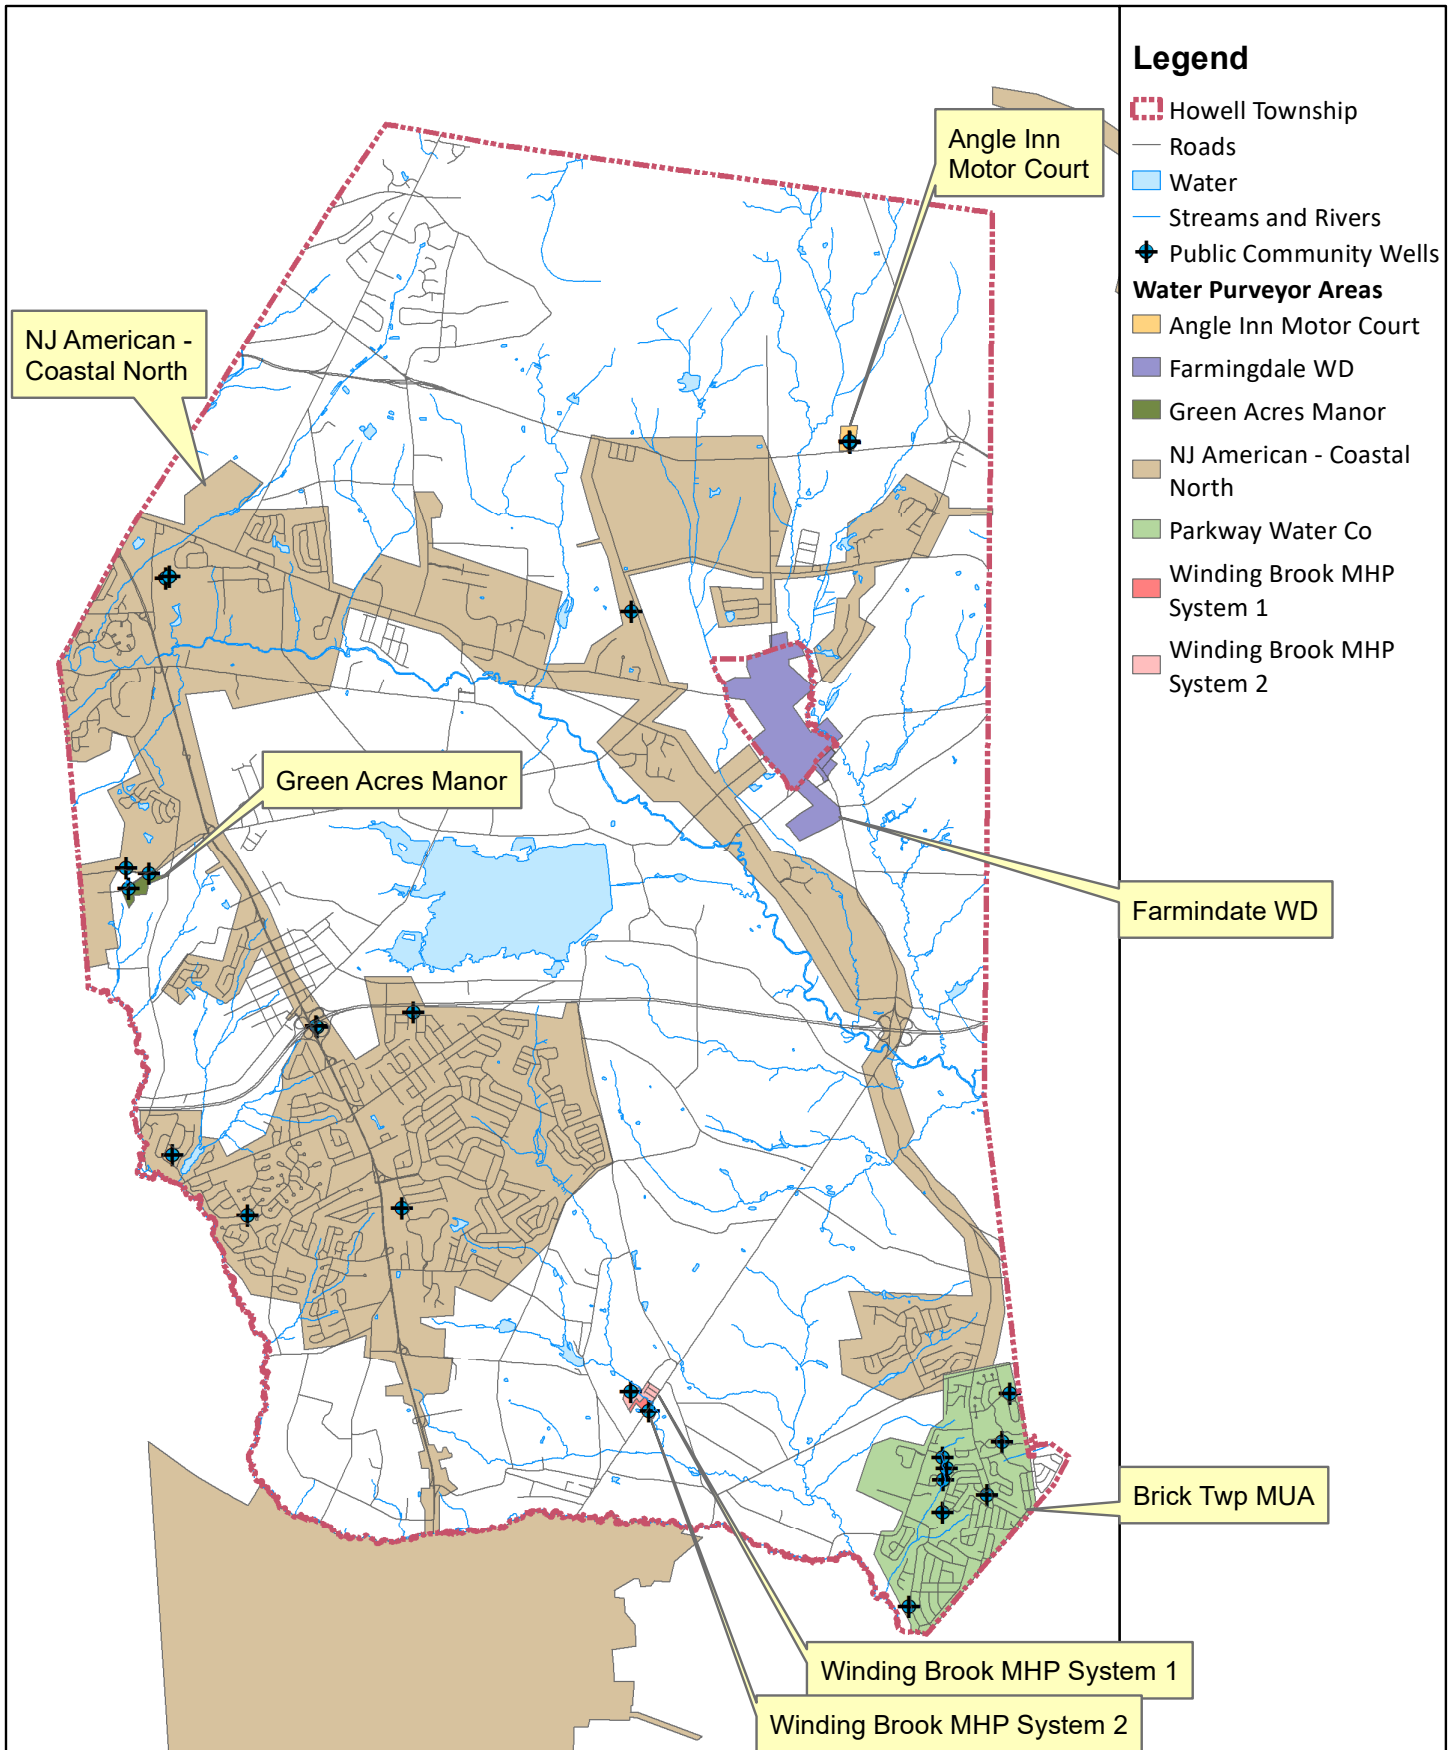 Legend
Howell Township
Roads
Water
Streams and Rivers
Public Community Wells
Water Purveyor Areas
Angle Inn Motor Court
Farmingdale WD
Green Acres Manor
NJ American - Coastal
North
Parkway Water Co
Winding Brook MHP
System 1
Winding Brook MHP
System 2
Angle Inn
Motor Court
NJ American -
Coastal North
Green Acres Manor
Farmindate WD
Brick Twp MUA
Winding Brook MHP System 1
Winding Brook MHP System 2